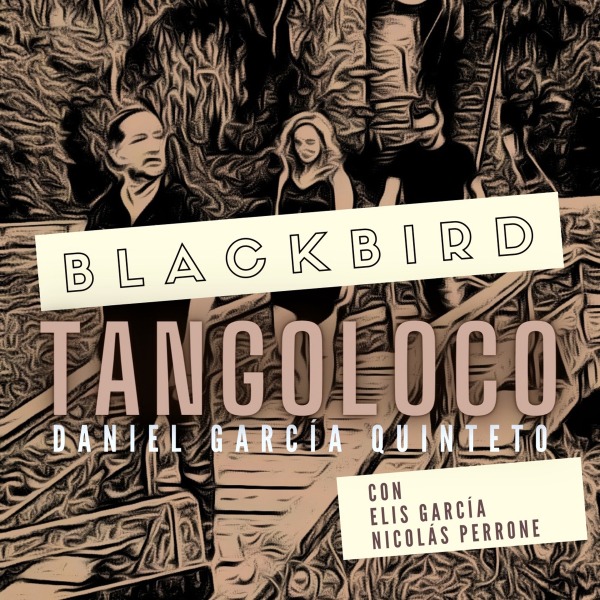 BLACKBIRD
TANGOLOCO
DANIEL GARCÍA QUINTETO
CON
ELIS GARCÍA
NICOLÁS PERRONE